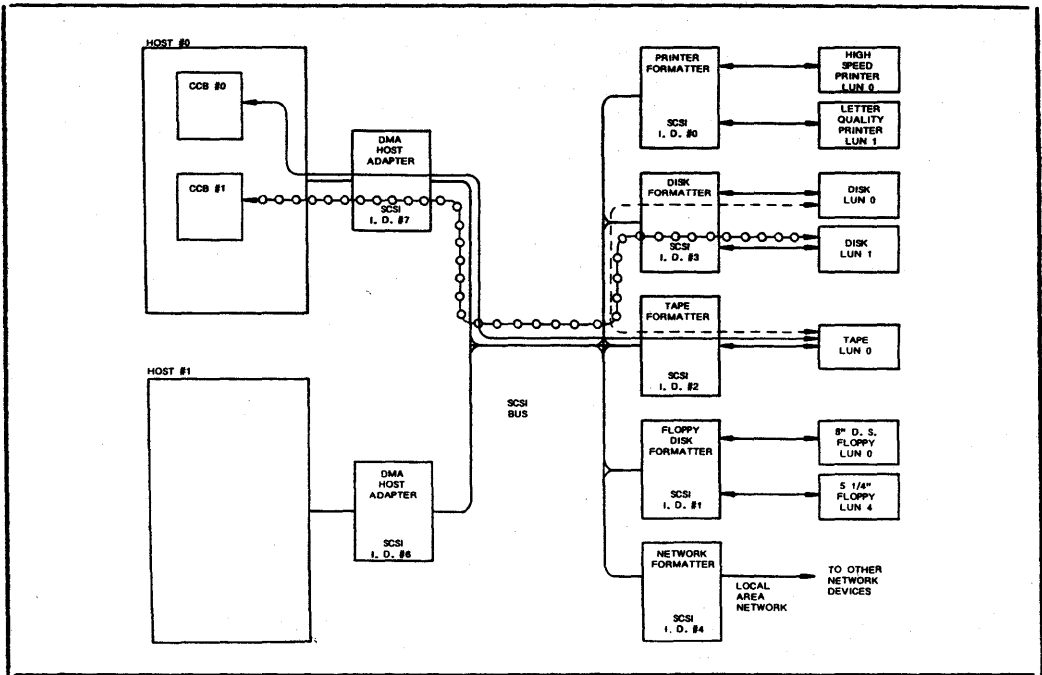 HOST #0
CCB #0
CCB #1
DMA
HOST
ADAPTER
SCSI
I. D. #7
HOST #1
DMA
HOST
ADAPTER
SCSI
I. D. #6
SCSI
BUS
PRINTER
FORMATTER
SCSI
I. D. #0
HIGH
SPEED
PRINTER
LUN 0
LETTER
QUALITY
PRINTER
LUN 1
DISK
FORMATTER
SCSI
I. D. #3
DISK
LUN 0
DISK
LUN 1
TAPE
FORMATTER
SCSI
I. D. #2
TAPE
LUN 0
FLOPPY
DISK
FORMATTER
SCSI
I. D. #1
8" D. S.
FLOPPY
LUN 0
5 1/4"
FLOPPY
LUN 4
NETWORK
FORMATTER
SCSI
I. D. #4
LOCAL
AREA
NETWORK
TO OTHER
NETWORK
DEVICES